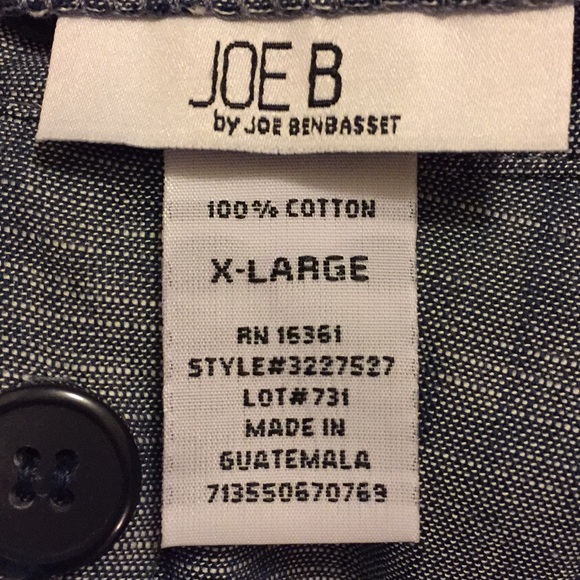 JOE B
by JOE BENBASSET
100% COTTON
X-LARGE
RN 16361
STYLE#3227527
LOT#731
MADE IN
GUATEMALA
713550670769